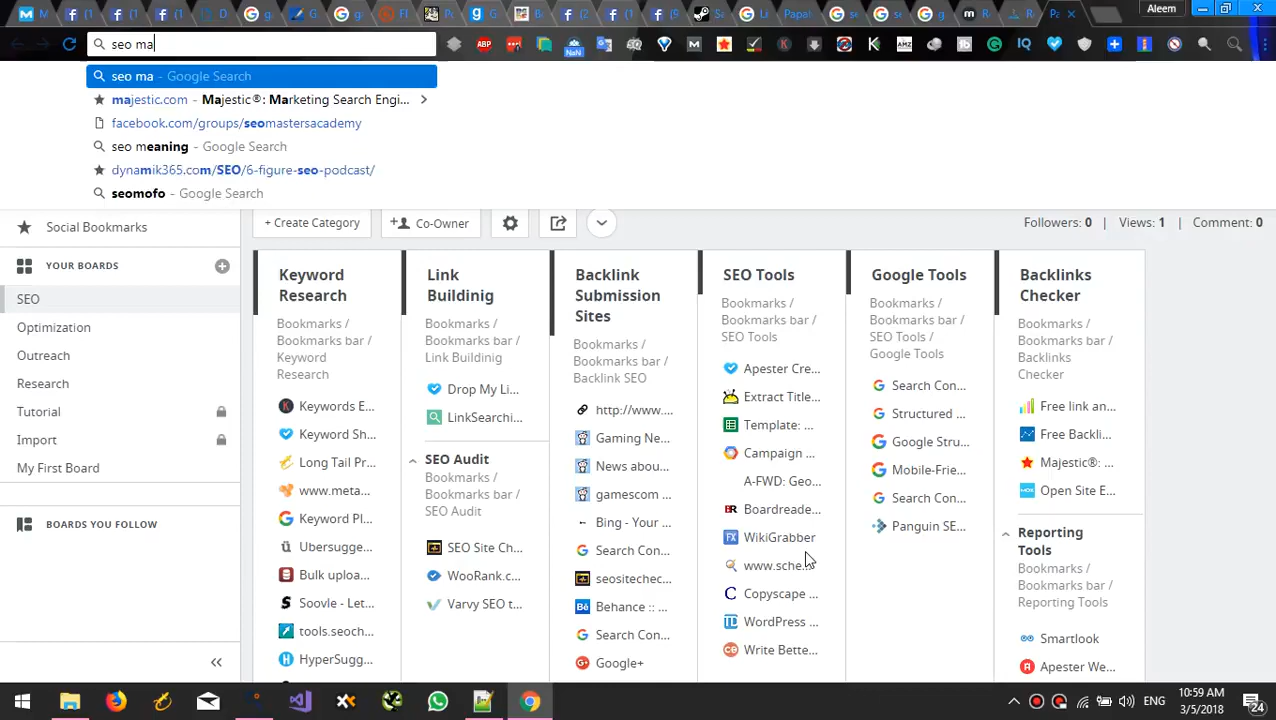 Aleem
seo ma
seo ma - Google Search
majestic.com - Majestic®: Marketing Search Engi...
facebook.com/groups/seomastersacademy
seo meaning - Google Search
dynamik365.com/SEO/6-figure-seo-podcast/
seomofo - Google Search
Social Bookmarks
+ Create Category
Co-Owner
Followers: 0 | Views: 1 | Comment: 0
YOUR BOARDS
SEO
Optimization
Outreach
Research
Tutorial
Import
My First Board
BOARDS YOU FOLLOW
Keyword
Research
Bookmarks /
Bookmarks bar /
Keyword
Research
Keywords E...
Keyword Sh...
Long Tail Pr...
www.meta...
Keyword Pl...
Ubersugge...
Bulk uploa...
Soovle - Let...
tools.seoch...
HyperSugg...
Link
Buildinig
Bookmarks /
Bookmarks bar /
Link Buildinig
Drop My Li...
LinkSearchi...
SEO Audit
Bookmarks /
Bookmarks bar /
SEO Audit
SEO Site Ch...
WooRank.c...
Varvy SEO t...
Backlink
Submission
Sites
Bookmarks /
Bookmarks bar /
Backlink SEO
http://www....
Gaming Ne...
News abou...
gamescom ...
Bing - Your ...
Search Con...
seositechec...
Behance :: ...
Search Con...
Google+
SEO Tools
Bookmarks /
Bookmarks bar /
SEO Tools
Apester Cre...
Extract Title...
Template: ...
Campaign ...
A-FWD: Geo...
Boardreade...
WikiGrabber
www.sche...
Copyscape ...
WordPress ...
Write Bette...
Google Tools
Bookmarks /
Bookmarks bar /
SEO Tools /
Google Tools
Search Con...
Structured ...
Google Stru...
Mobile-Frie...
Search Con...
Panguin SE...
Backlinks
Checker
Bookmarks /
Bookmarks bar /
Backlinks
Checker
Free link an...
Free Backli...
Majestic®: ...
Open Site E...
Reporting
Tools
Bookmarks /
Bookmarks bar /
Reporting Tools
Smartlook
Apester We...
ENG
10:59 AM
3/5/2018
24